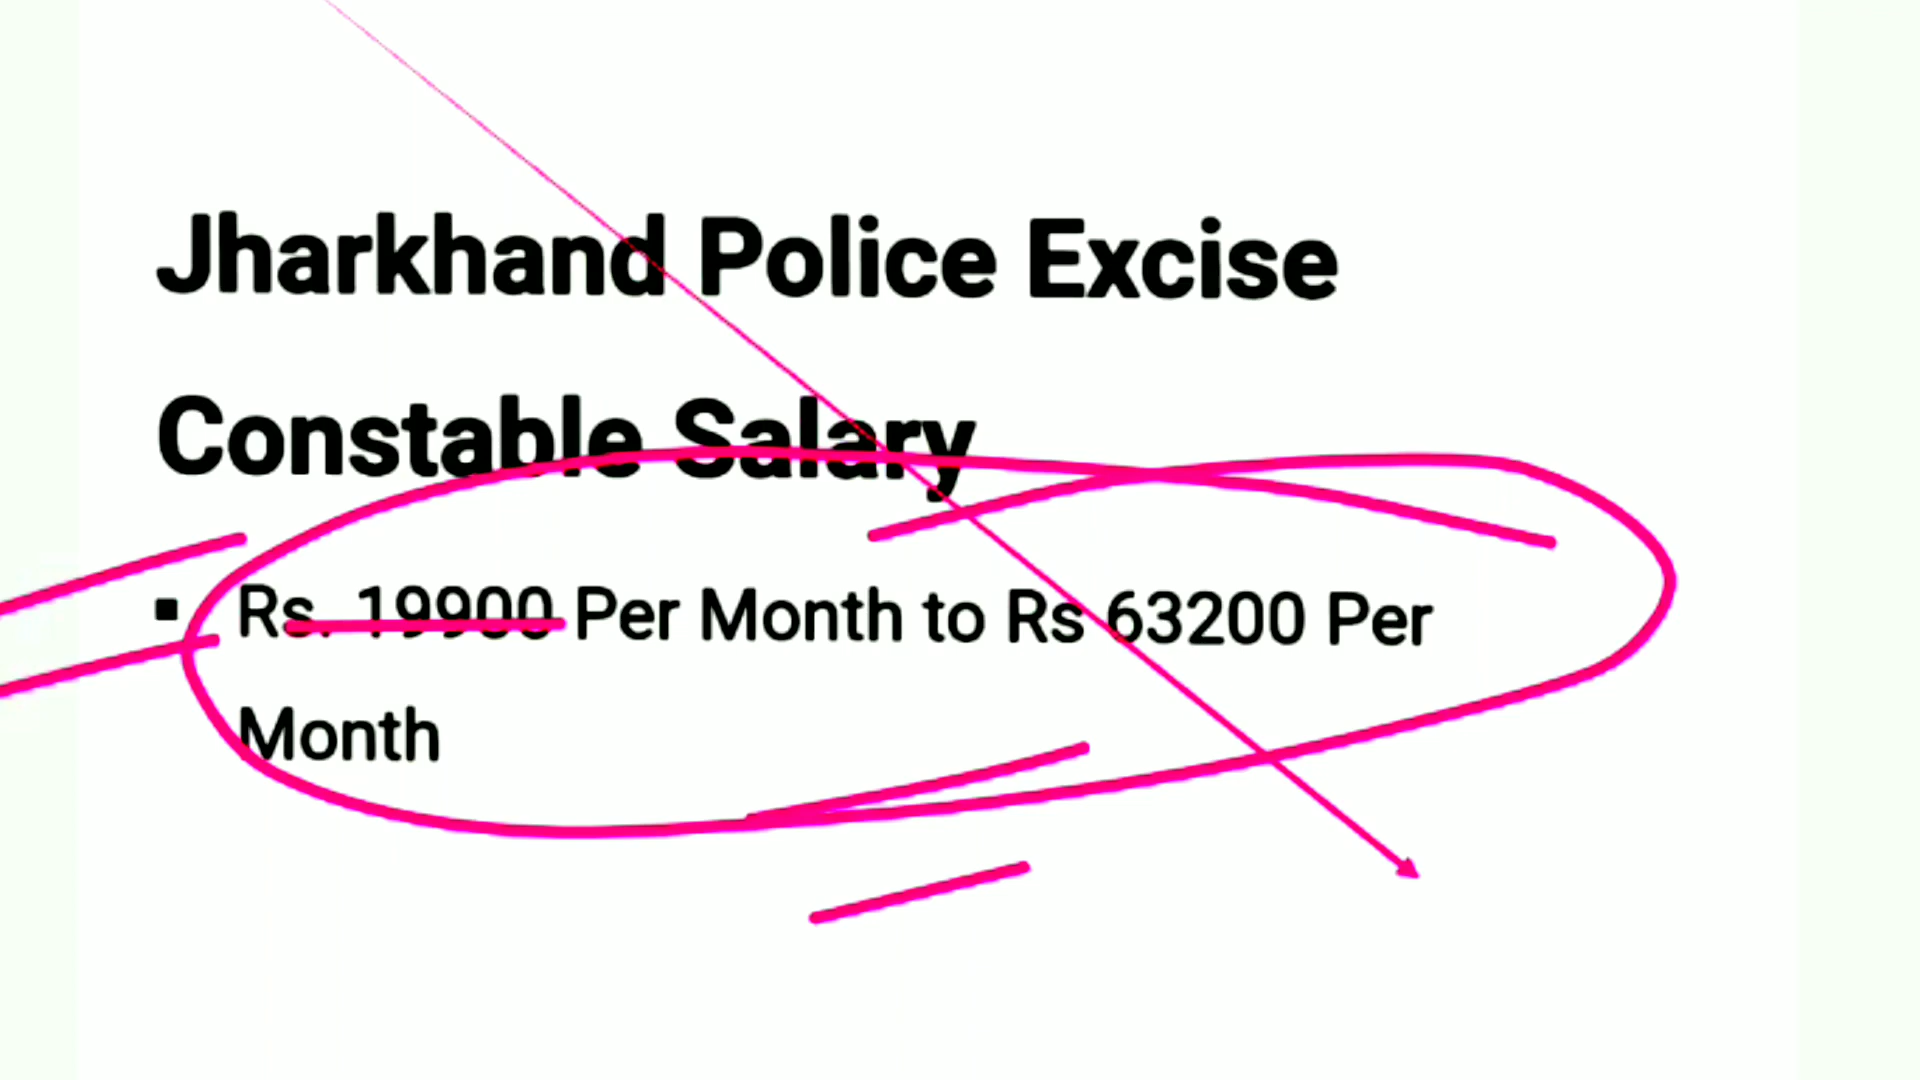 Jharkhand Police Excise
Constable Salary
▪ Rs. 19900 Per Month to Rs 63200 Per
Month